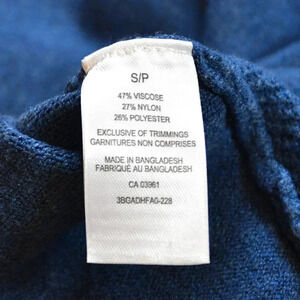 S/P
47% VISCOSE
27% NYLON
26% POLYESTER
EXCLUSIVE OF TRIMMINGS
GARNITURES NON COMPRISES
MADE IN BANGLADESH
FABRIQUÉ AU BANGLADESH
CA 03961
3BGADHFA0-228